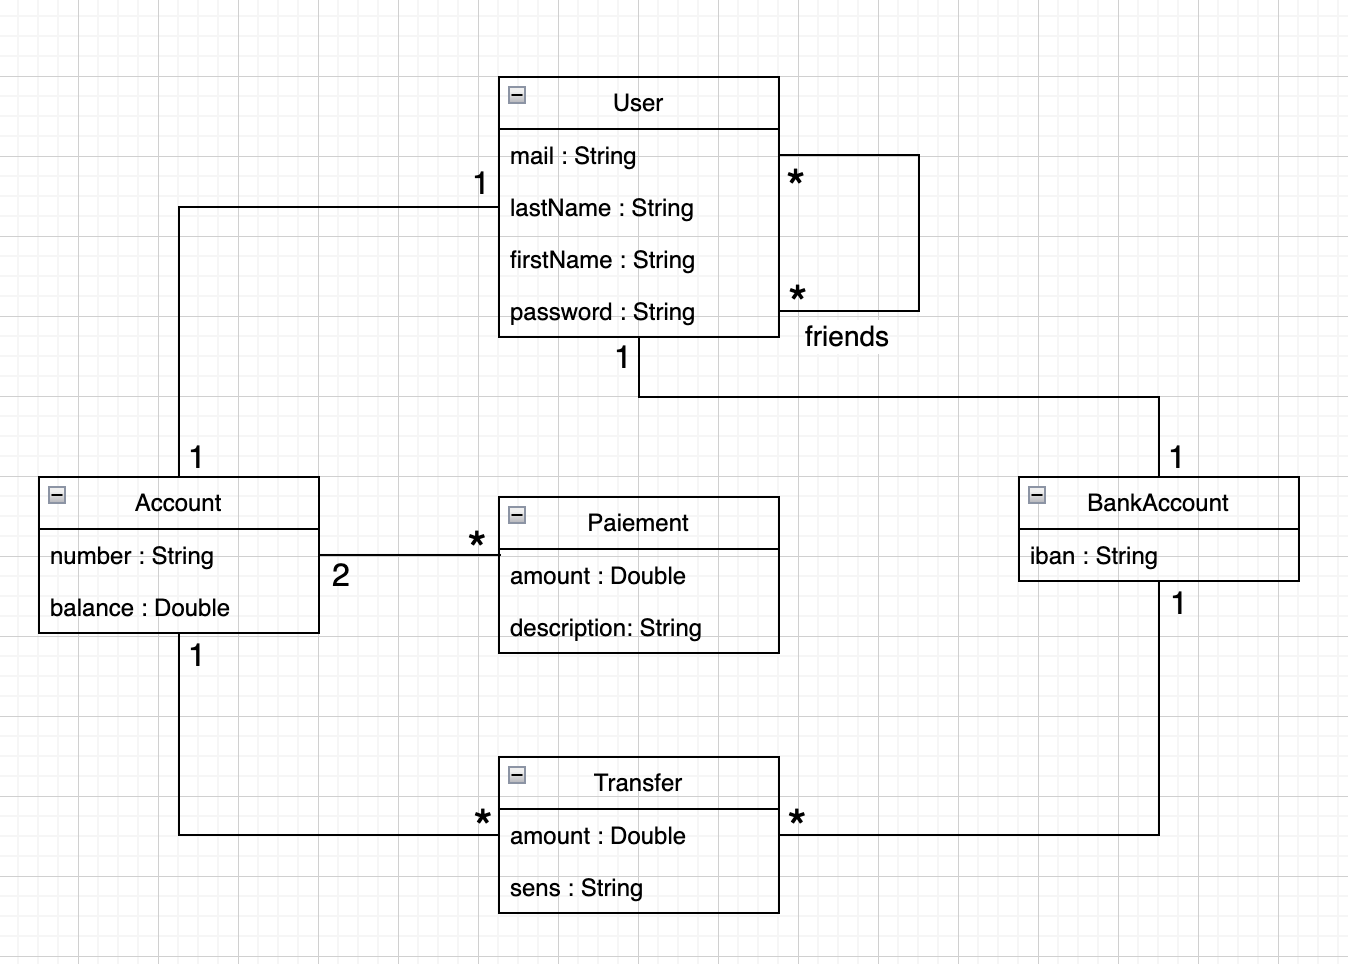 User
mail : String
lastName : String
firstName : String
password : String
1
*
*
friends
1
1
1
Account
number : String
balance : Double
2
*
Paiement
amount : Double
description: String
BankAccount
iban : String
1
1
Transfer
amount : Double
sens : String
*
*